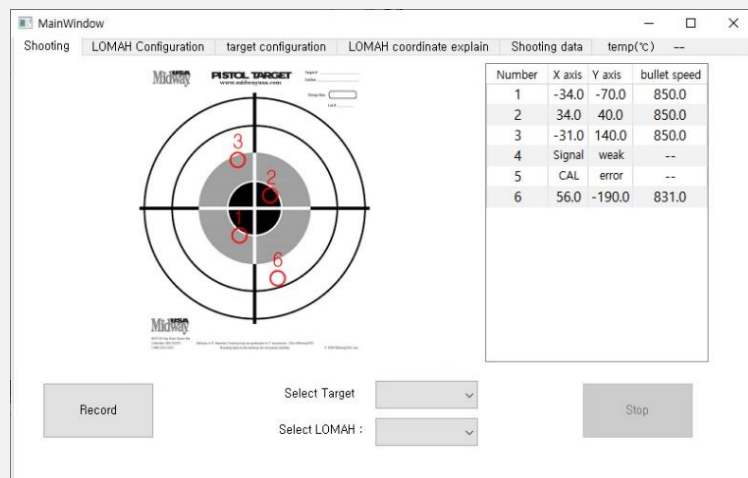 MainWindow
Shooting LOMAH Configuration target configuration LOMAH coordinate explain Shooting data temp(℃) --
Midway USA PISTOL TARGET
www.midwayusa.com
Number X axis Y axis bullet speed
1 -34.0 -70.0 850.0
2 34.0 40.0 850.0
3 -31.0 140.0 850.0
4 Signal weak --
5 CAL error --
6 56.0 -190.0 831.0
3
2
1
6
Midway USA
Record
Select Target
Select LOMAH :
Stop